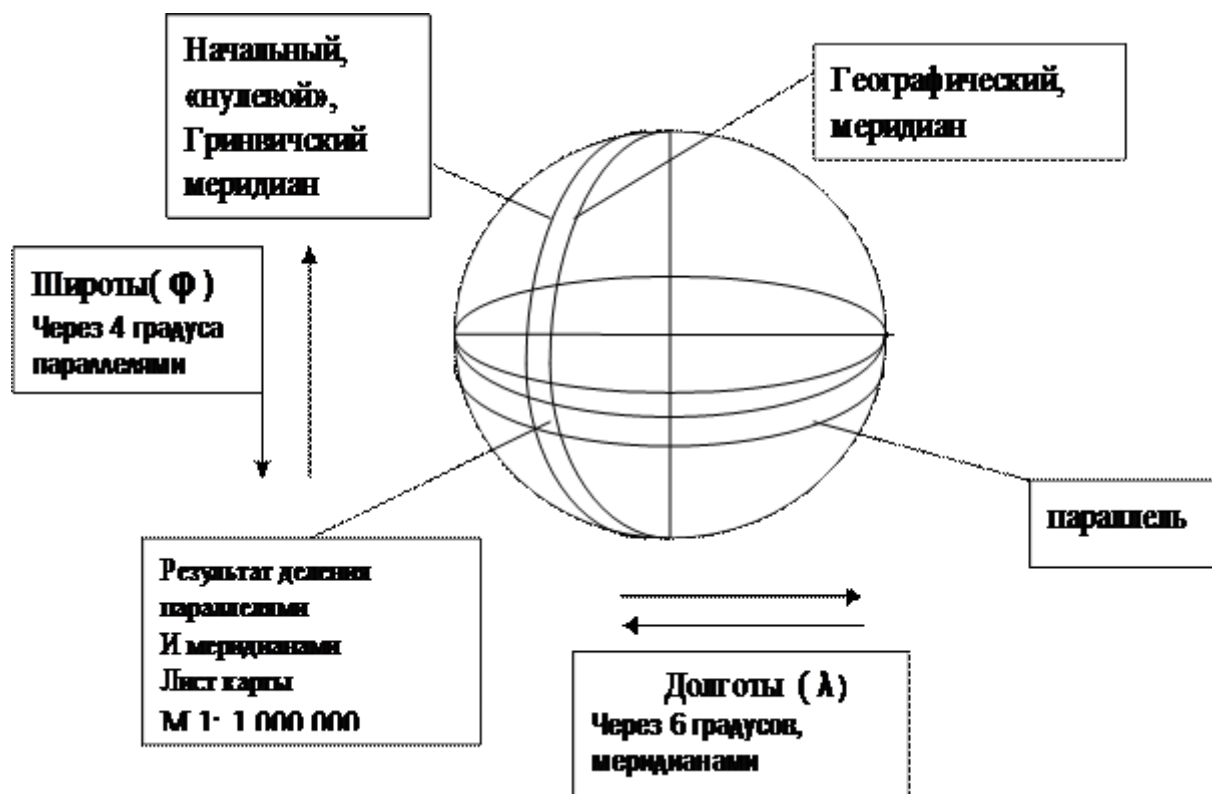 Начальный,
«нулевой»,
Гринвичский
меридиан
Географический,
меридиан
Широты( φ )
Через 4 градуса
параллелями
параллель
Результат деления
параллелями
И меридианами
Лист карты
М 1: 1 000 000
Долготы ( λ )
Через 6 градусов,
меридианами